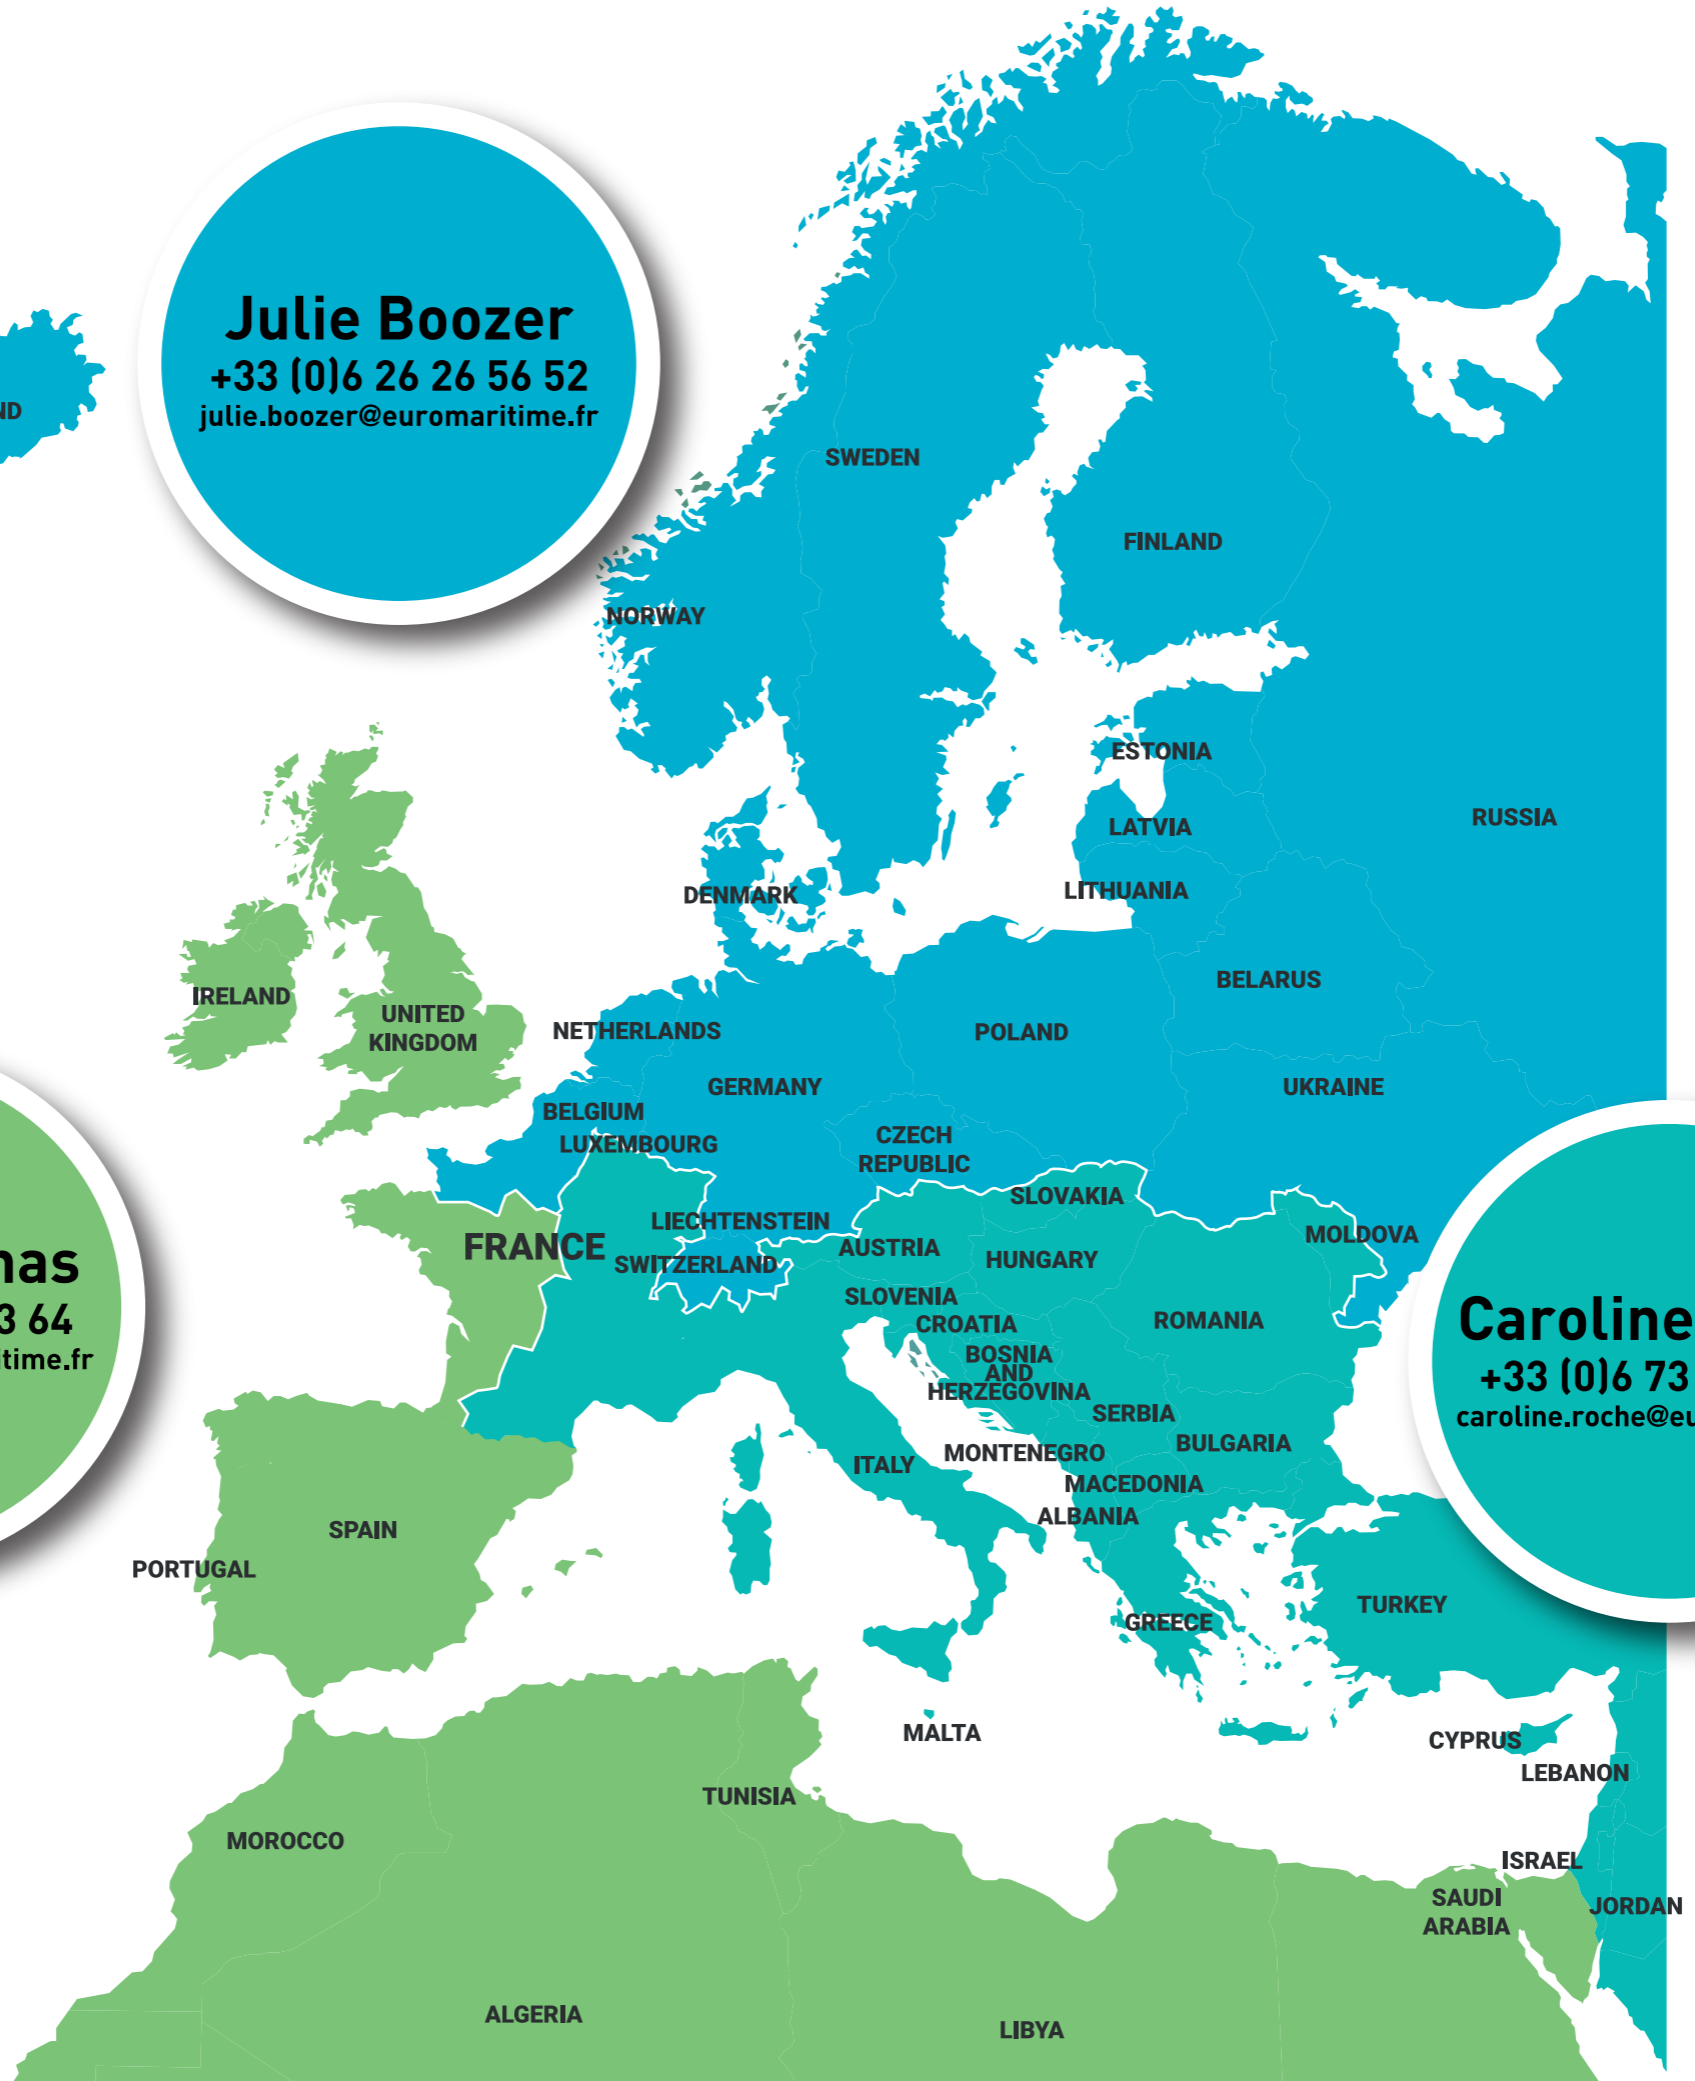 Julie Boozer
+33 (0)6 26 26 56 52
julie.boozer@euromaritime.fr
ND
SWEDEN
FINLAND
NORWAY
ESTONIA
RUSSIA
LATVIA
LITHUANIA
DENMARK
BELARUS
IRELAND
UNITED
KINGDOM
NETHERLANDS
POLAND
GERMANY
UKRAINE
BELGIUM
LUXEMBOURG
CZECH
REPUBLIC
SLOVAKIA
LIECHTENSTEIN
MOLDOVA
FRANCE
AUSTRIA
HUNGARY
SWITZERLAND
nas
3 64
itime.fr
SLOVENIA
CROATIA
ROMANIA
BOSNIA
AND
HERZEGOVINA
Caroline
+33 (0)6 73
caroline.roche@eu
SERBIA
BULGARIA
MONTENEGRO
ITALY
MACEDONIA
ALBANIA
SPAIN
PORTUGAL
TURKEY
GREECE
MALTA
CYPRUS
LEBANON
TUNISIA
MOROCCO
ISRAEL
SAUDI
ARABIA
JORDAN
ALGERIA
LIBYA